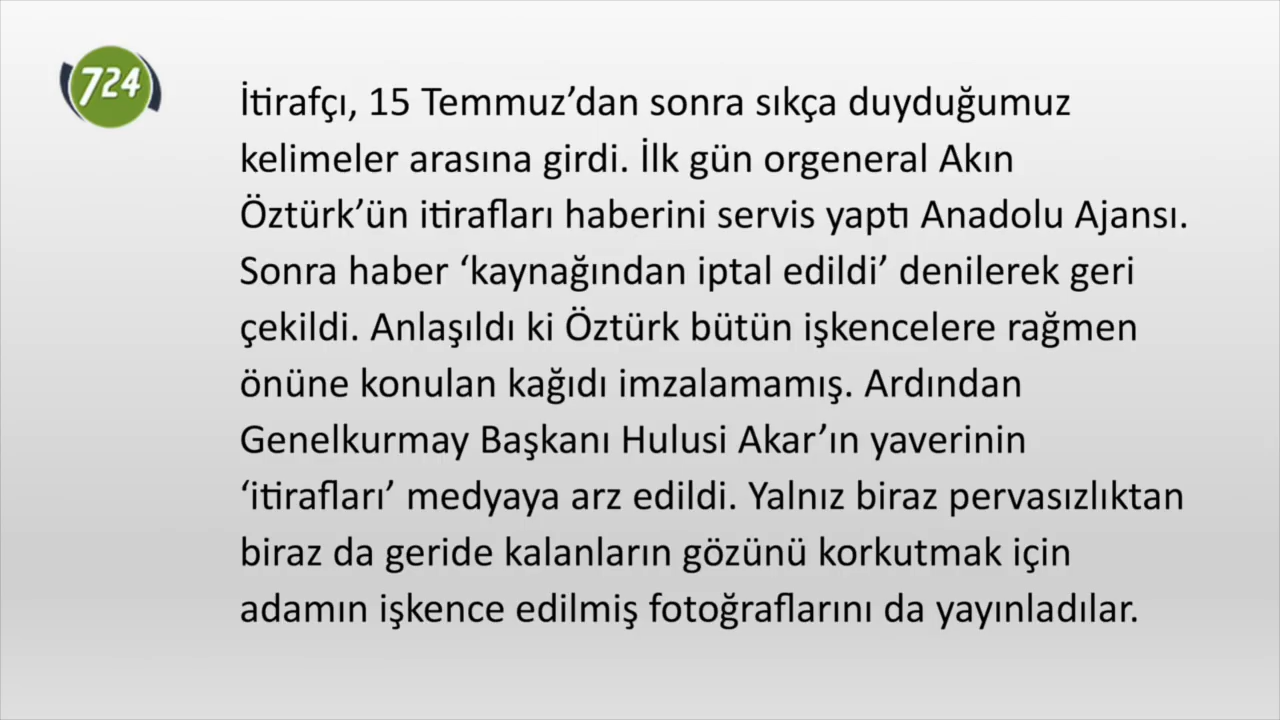 724
İtirafçı, 15 Temmuz’dan sonra sıkça duyduğumuz
kelimeler arasına girdi. İlk gün orgeneral Akın
Öztürk’ün itirafları haberini servis yaptı Anadolu Ajansı.
Sonra haber ‘kaynağından iptal edildi’ denilerek geri
çekildi. Anlaşıldı ki Öztürk bütün işkencelere rağmen
önüne konulan kağıdı imzalamamış. Ardından
Genelkurmay Başkanı Hulusi Akar’ın yaverinin
‘itirafları’ medyaya arz edildi. Yalnız biraz pervasızlıktan
biraz da geride kalanların gözünü korkutmak için
adamın işkence edilmiş fotoğraflarını da yayınladılar.